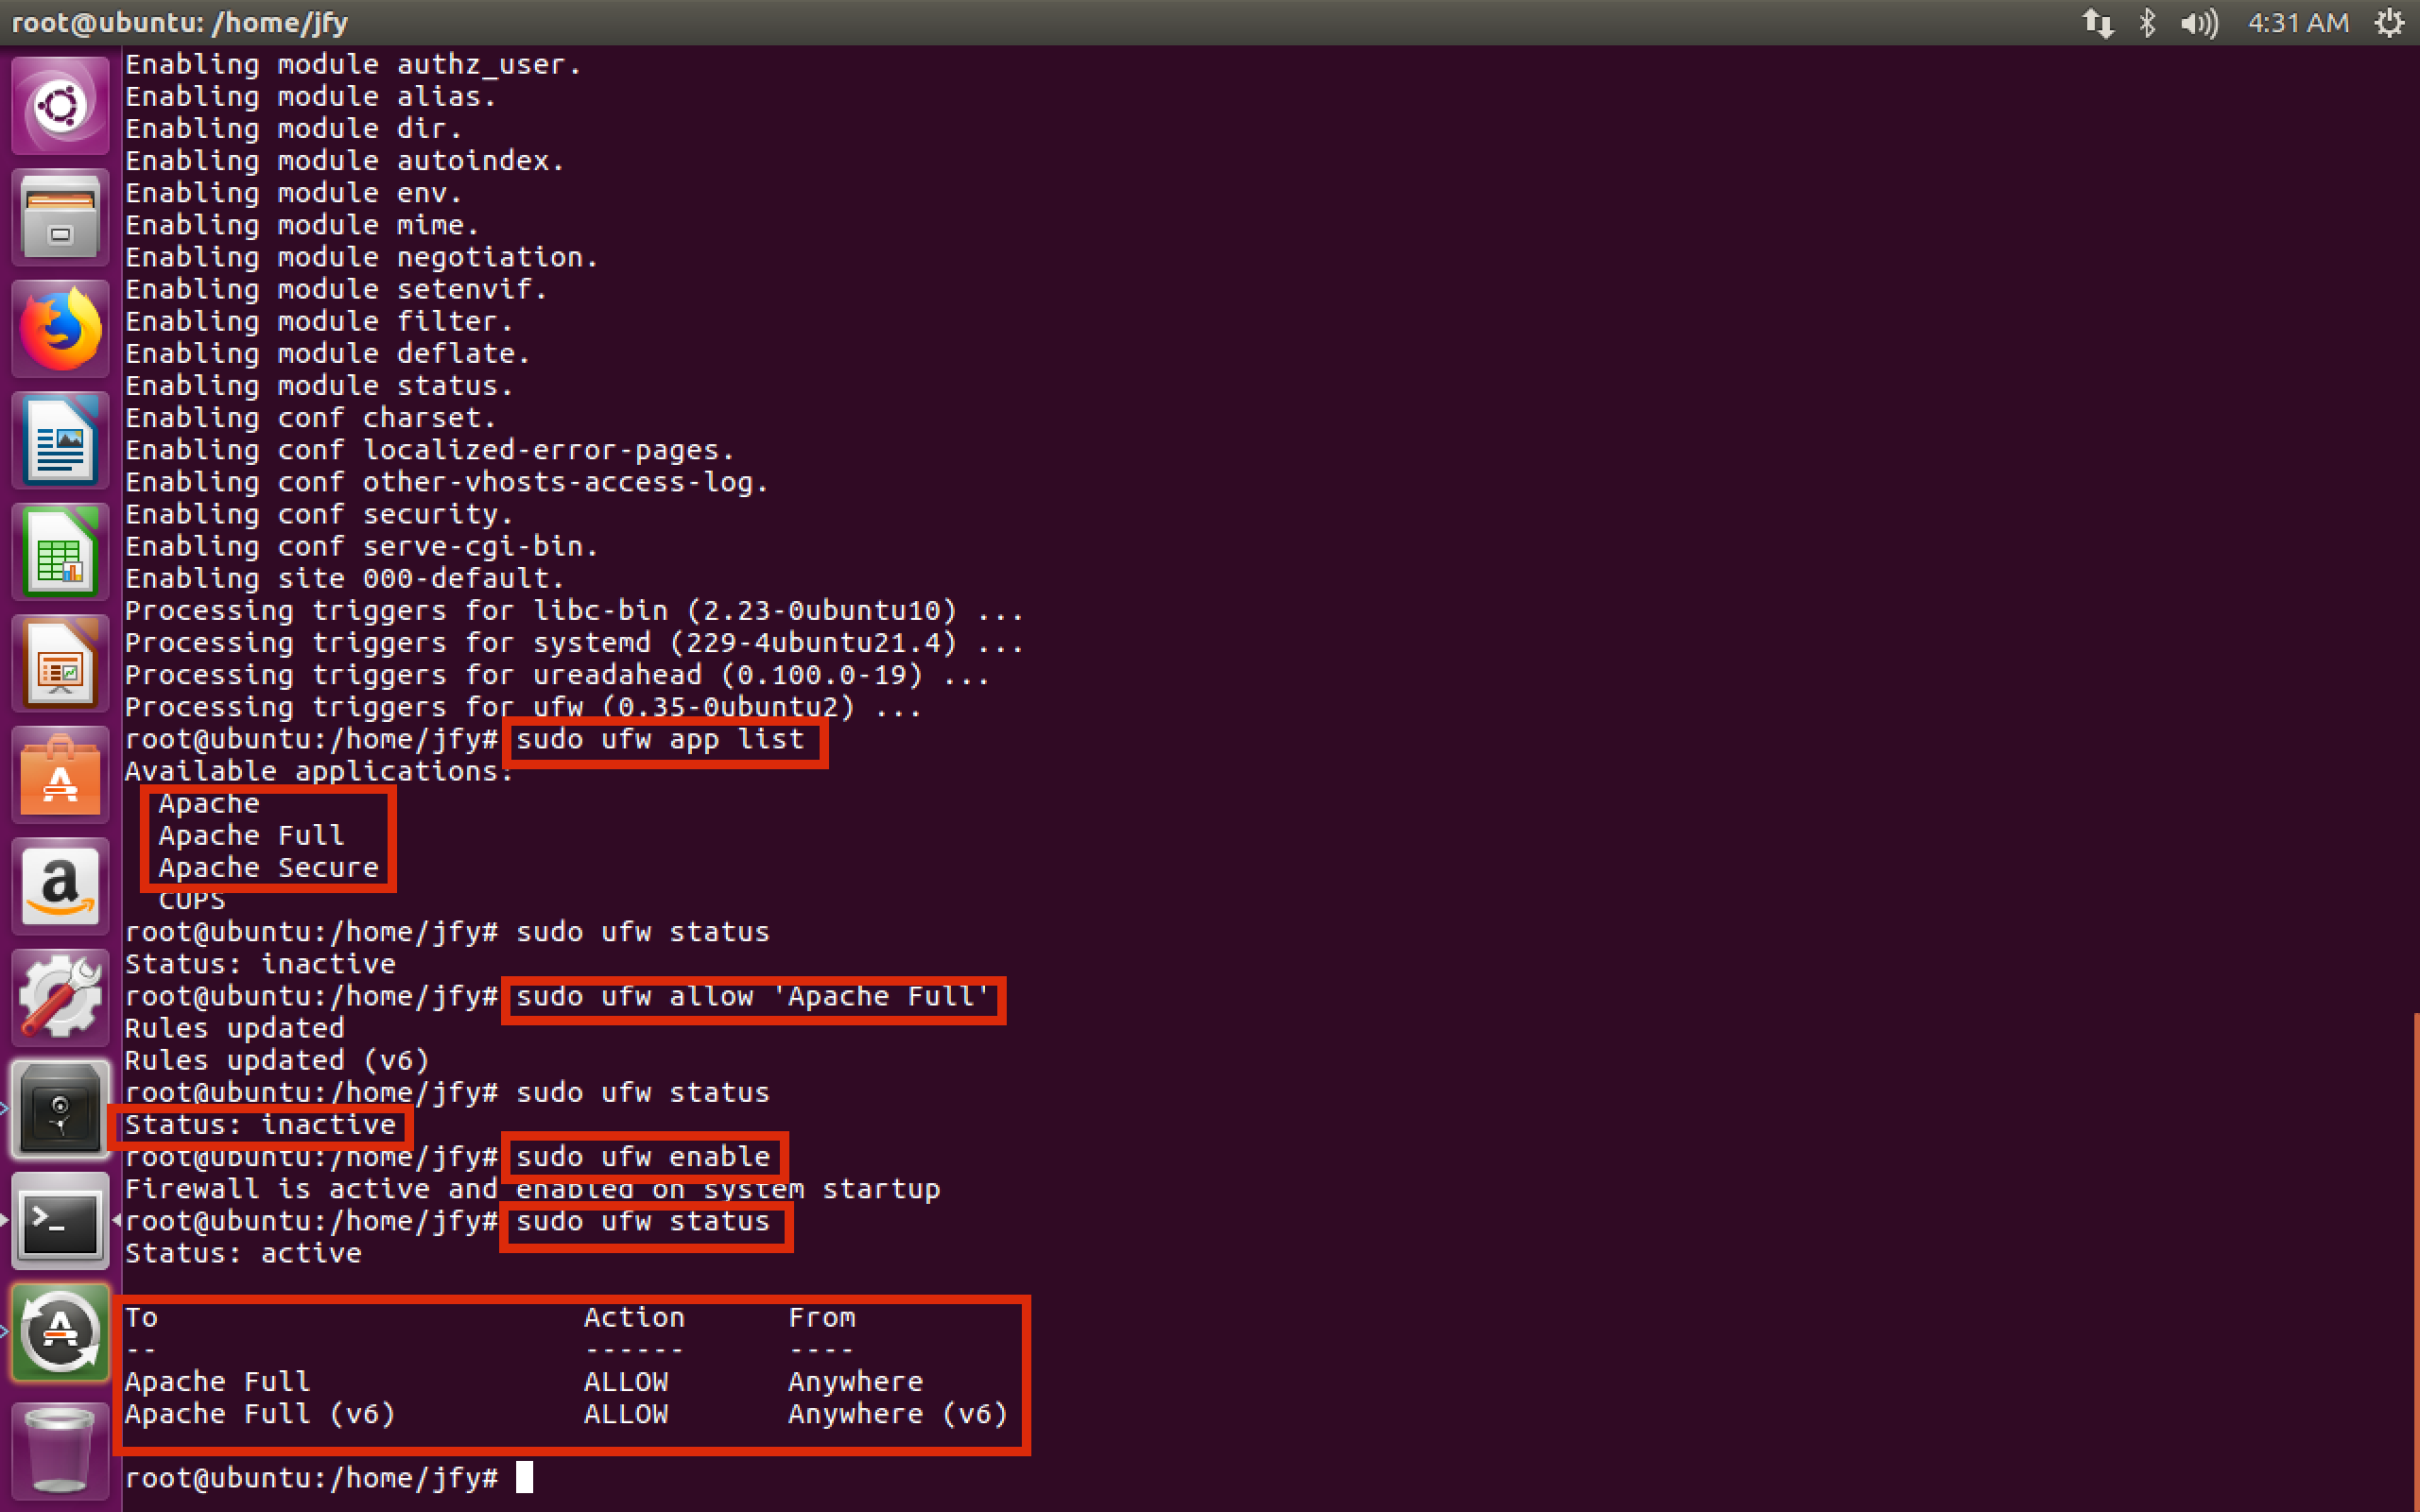 root@ubuntu: /home/jfy
4:31 AM
Enabling module authz_user.
Enabling module alias.
Enabling module dir.
Enabling module autoindex.
Enabling module env.
Enabling module mime.
Enabling module negotiation.
Enabling module setenvif.
Enabling module filter.
Enabling module deflate.
Enabling module status.
Enabling conf charset.
Enabling conf localized-error-pages.
Enabling conf other-vhosts-access-log.
Enabling conf security.
Enabling conf serve-cgi-bin.
Enabling site 000-default.
Processing triggers for libc-bin (2.23-0ubuntu10) ...
Processing triggers for systemd (229-4ubuntu21.4) ...
Processing triggers for ureadahead (0.100.0-19) ...
Processing triggers for ufw (0.35-0ubuntu2) ...
root@ubuntu:/home/jfy# sudo ufw app list
Available applications:
Apache
Apache Full
Apache Secure
CUPS
root@ubuntu:/home/jfy# sudo ufw status
Status: inactive
root@ubuntu:/home/jfy# sudo ufw allow 'Apache Full'
Rules updated
Rules updated (v6)
root@ubuntu:/home/jfy# sudo ufw status
Status: inactive
root@ubuntu:/home/jfy# sudo ufw enable
Firewall is active and enabled on system startup
root@ubuntu:/home/jfy# sudo ufw status
Status: active
To Action From
-- ------ ----
Apache Full ALLOW Anywhere
Apache Full (v6) ALLOW Anywhere (v6)
root@ubuntu:/home/jfy#